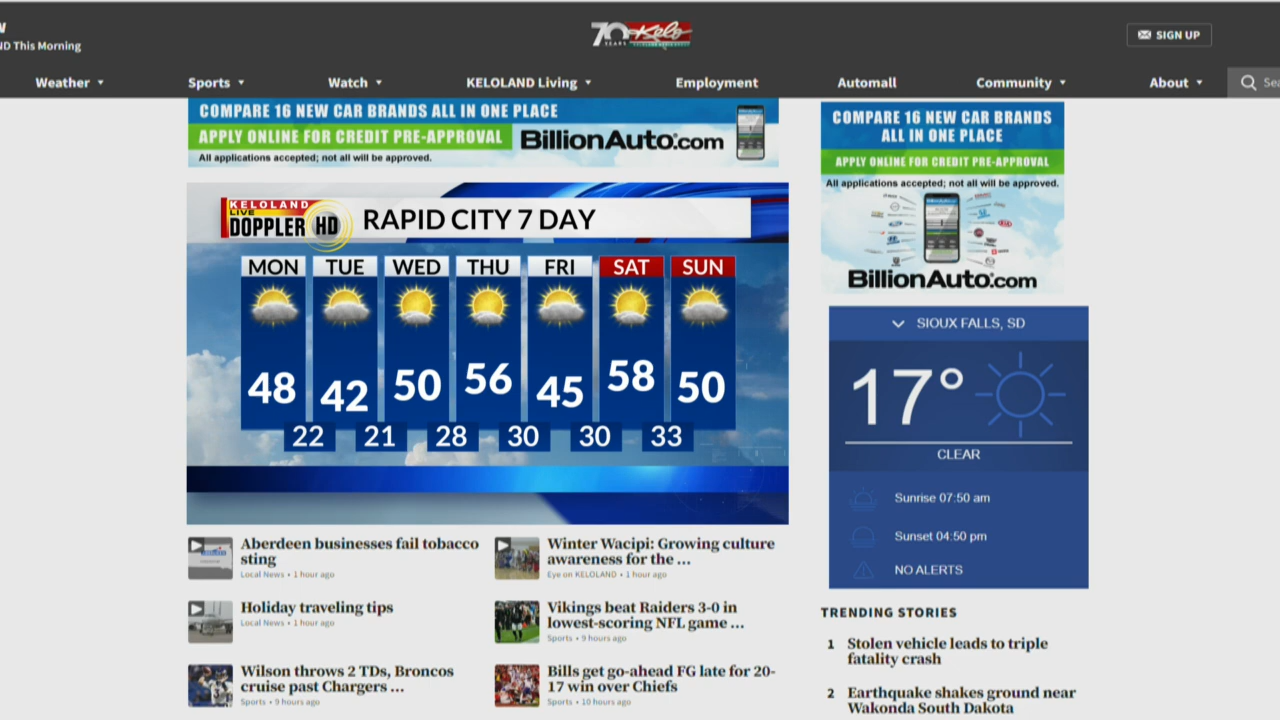 W
ND This Morning
70 YEARS Kelo
SIGN UP
Weather
Sports
Watch
KELOLAND Living
Employment
Automall
Community
About
Sea
COMPARE 16 NEW CAR BRANDS ALL IN ONE PLACE
APPLY ONLINE FOR CREDIT PRE-APPROVAL
BillionAuto.com
All applications accepted; not all will be approved.
COMPARE 16 NEW CAR BRANDS
ALL IN ONE PLACE
APPLY ONLINE FOR CREDIT PRE-APPROVAL
All applications accepted; not all will be approved.
BillionAuto.com
KELOLAND
LIVE
DOPPLER HD
RAPID CITY 7 DAY
MON TUE WED THU FRI SAT SUN
48 42 50 56 45 58 50
22 21 28 30 30 33
SIOUX FALLS, SD
17°
CLEAR
Sunrise 07:50 am
Sunset 04:50 pm
NO ALERTS
Aberdeen businesses fail tobacco
sting
Local News • 1 hour ago
Winter Wacipi: Growing culture
awareness for the ...
Eye on KELOLAND • 1 hour ago
Holiday traveling tips
Local News • 1 hour ago
Vikings beat Raiders 3-0 in
lowest-scoring NFL game ...
Sports • 9 hours ago
Wilson throws 2 TDs, Broncos
cruise past Chargers ...
Sports • 9 hours ago
Bills get go-ahead FG late for 20-
17 win over Chiefs
Sports • 10 hours ago
TRENDING STORIES
1 Stolen vehicle leads to triple
fatality crash
2 Earthquake shakes ground near
Wakonda South Dakota